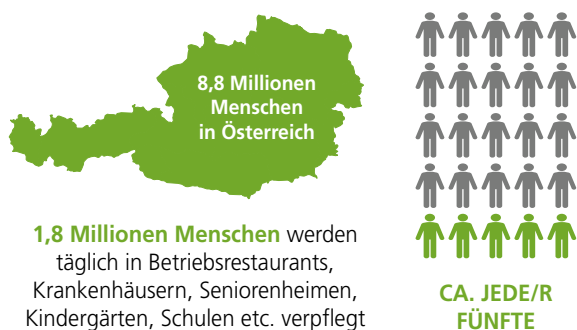 8,8 Millionen
Menschen
in Österreich
1,8 Millionen Menschen werden
täglich in Betriebsrestaurants,
Krankenhäusern, Seniorenheimen,
Kindergärten, Schulen etc. verpflegt
CA. JEDE/R
FÜNFTE